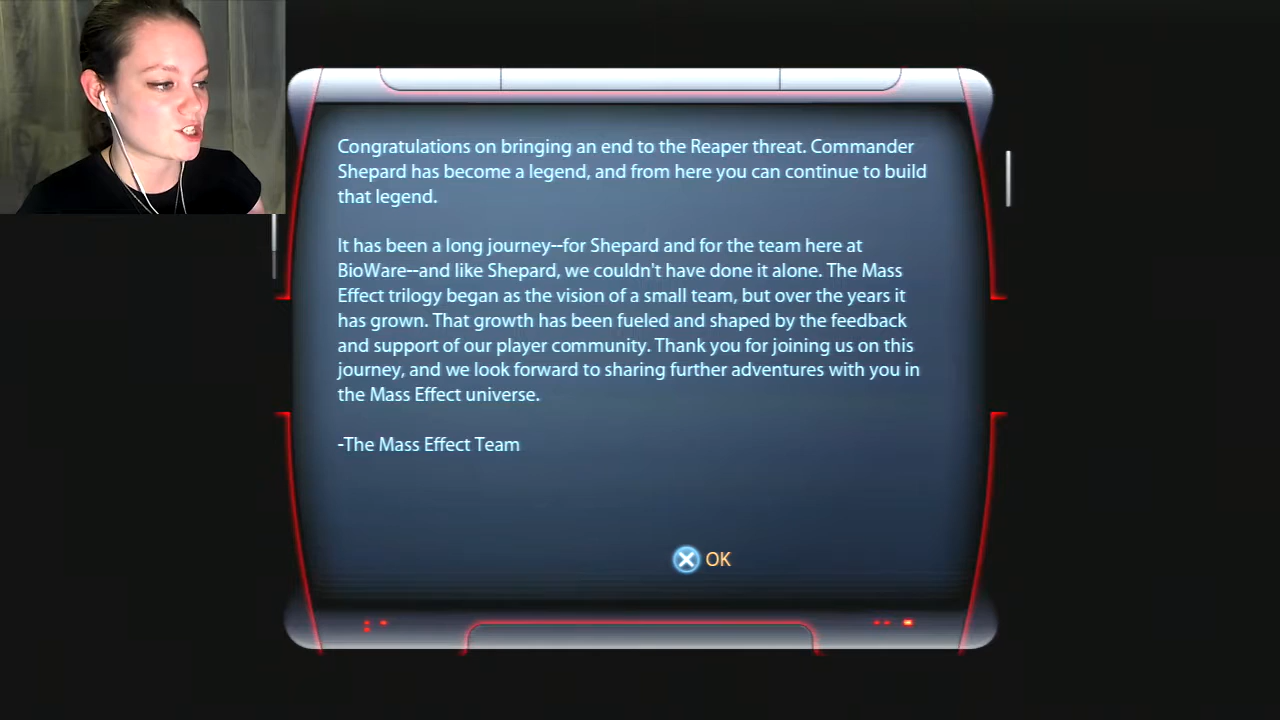 Congratulations on bringing an end to the Reaper threat. Commander
Shepard has become a legend, and from here you can continue to build
that legend.
It has been a long journey--for Shepard and for the team here at
BioWare--and like Shepard, we couldn't have done it alone. The Mass
Effect trilogy began as the vision of a small team, but over the years it
has grown. That growth has been fueled and shaped by the feedback
and support of our player community. Thank you for joining us on this
journey, and we look forward to sharing further adventures with you in
the Mass Effect universe.
-The Mass Effect Team
OK